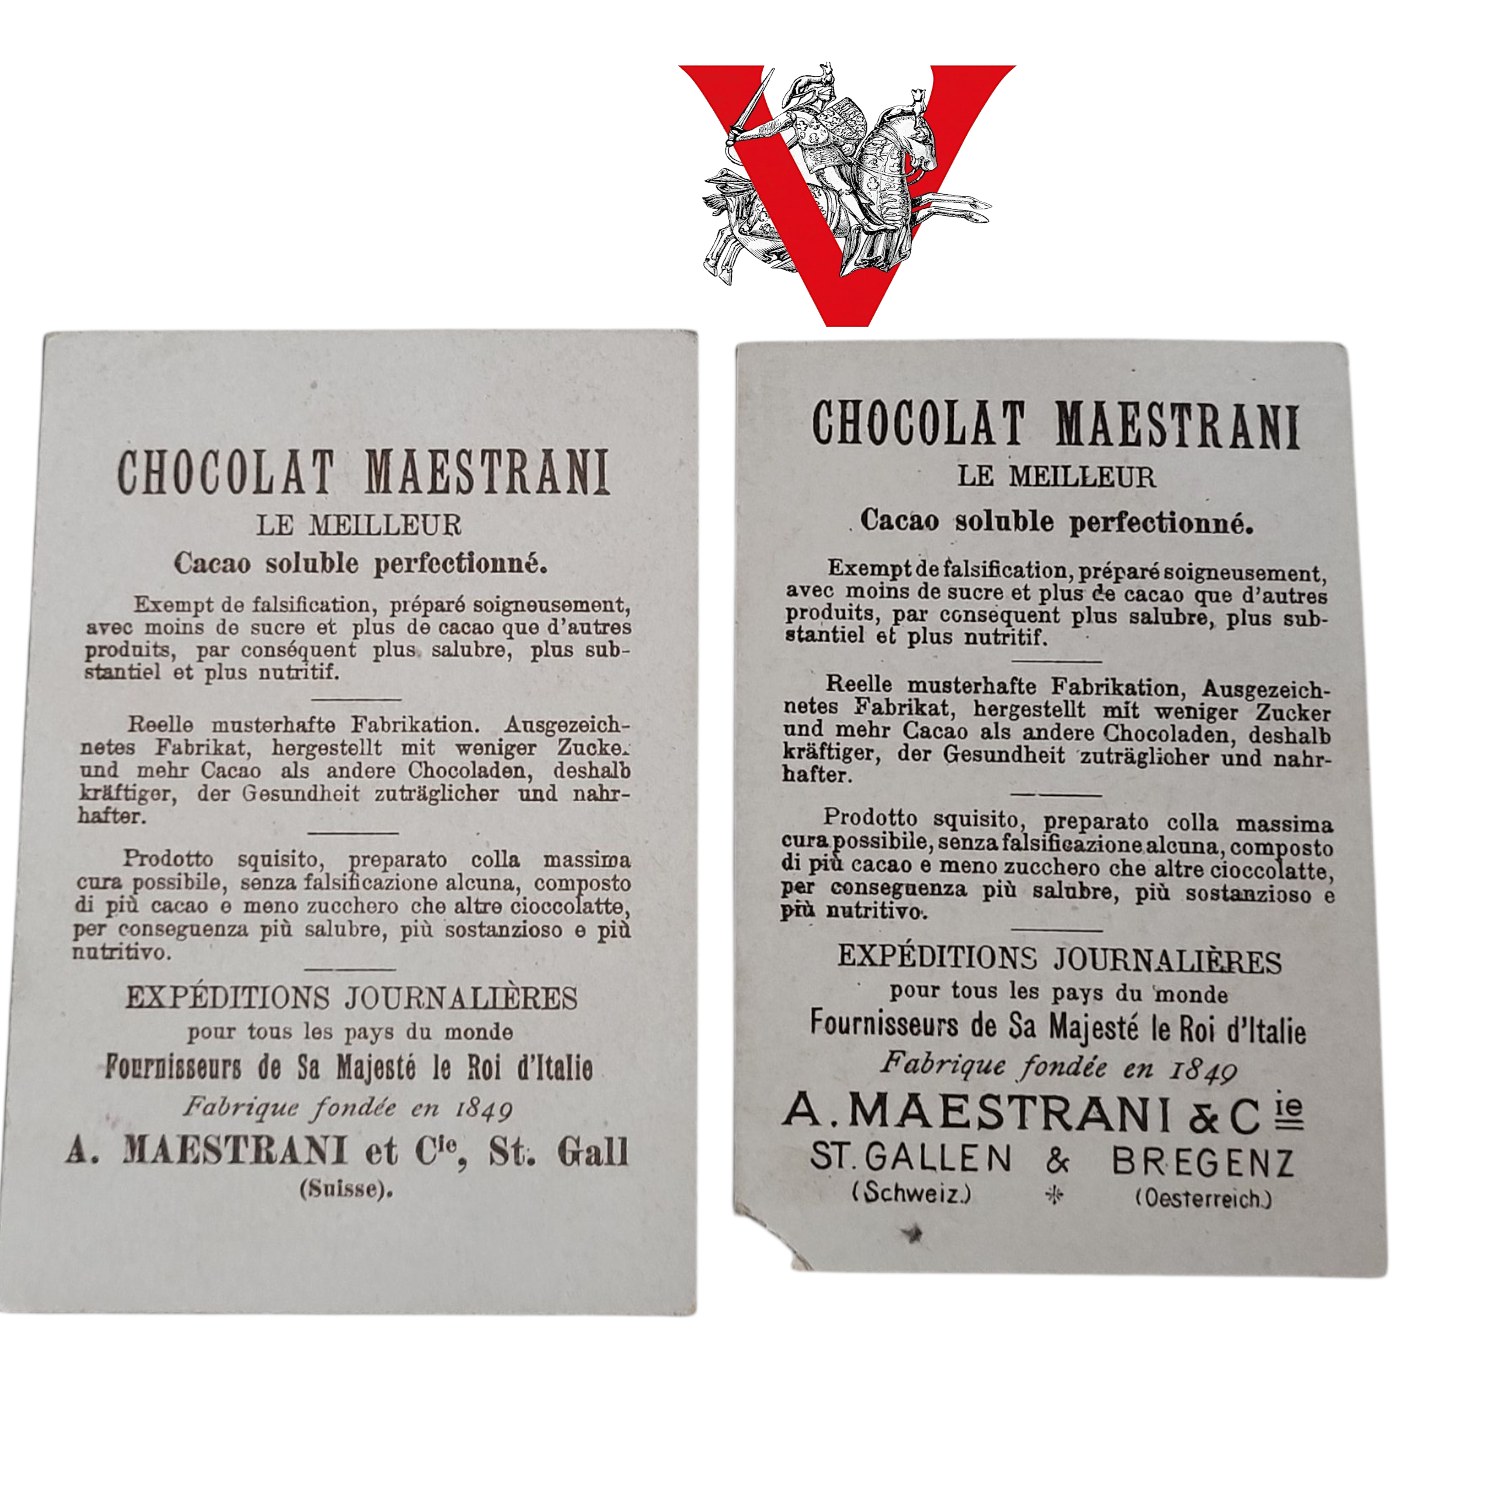 CHOCOLAT MAESTRANI
LE MEILLEUR
Cacao soluble perfectionné.
Exempt de falsification, préparé soigneusement,
avec moins de sucre et plus de cacao que d'autres
produits, par conséquent plus salubre, plus sub-
stantiel et plus nutritif.
Reelle musterhafte Fabrikation. Ausgezeich-
netes Fabrikat, hergestellt mit weniger Zucker
und mehr Cacao als andere Chocoladen, deshalb
kräftiger, der Gesundheit zuträglicher und nahr-
hafter.
Prodotto squisito, preparato colla massima
cura possibile, senza falsificazione alcuna, composto
di più cacao e meno zucchero che altre cioccolatte,
per conseguenza più salubre, più sostanzioso e più
nutritivo.
EXPÉDITIONS JOURNALIÈRES
pour tous les pays du monde
Fournisseurs de Sa Majesté le Roi d'Italie
Fabrique fondée en 1849
A. MAESTRANI et Cie, St. Gall
(Suisse).
V
CHOCOLAT MAESTRANI
LE MEILLEUR
Cacao soluble perfectionné.
Exempt de falsification, préparé soigneusement,
avec moins de sucre et plus de cacao que d'autres
produits, par conséquent plus salubre, plus sub-
stantiel et plus nutritif.
Reelle musterhafte Fabrikation, Ausgezeich-
netes Fabrikat, hergestellt mit weniger Zucker
und mehr Cacao als andere Chocoladen, deshalb
kräftiger, der Gesundheit zuträglicher und nahr-
hafter.
Prodotto squisito, preparato colla massima
cura possibile, senza falsificazione alcuna, composto
di più cacao e meno zucchero che altre cioccolatte,
per conseguenza più salubre, più sostanzioso e
più nutritivo.
EXPÉDITIONS JOURNALIÈRES
pour tous les pays du monde
Fournisseurs de Sa Majesté le Roi d'Italie
Fabrique fondée en 1849
A. MAESTRANI & Cie
ST. GALLEN & BREGENZ
(Schweiz.) * (Oesterreich.)